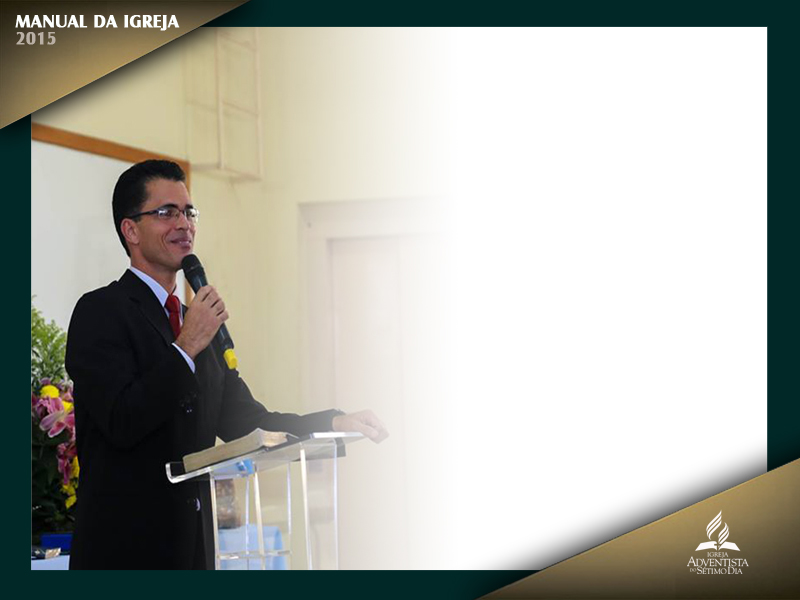 MANUAL DA IGREJA
2015
IGREJA
ADVENTISTA
DO SÉTIMO DIA